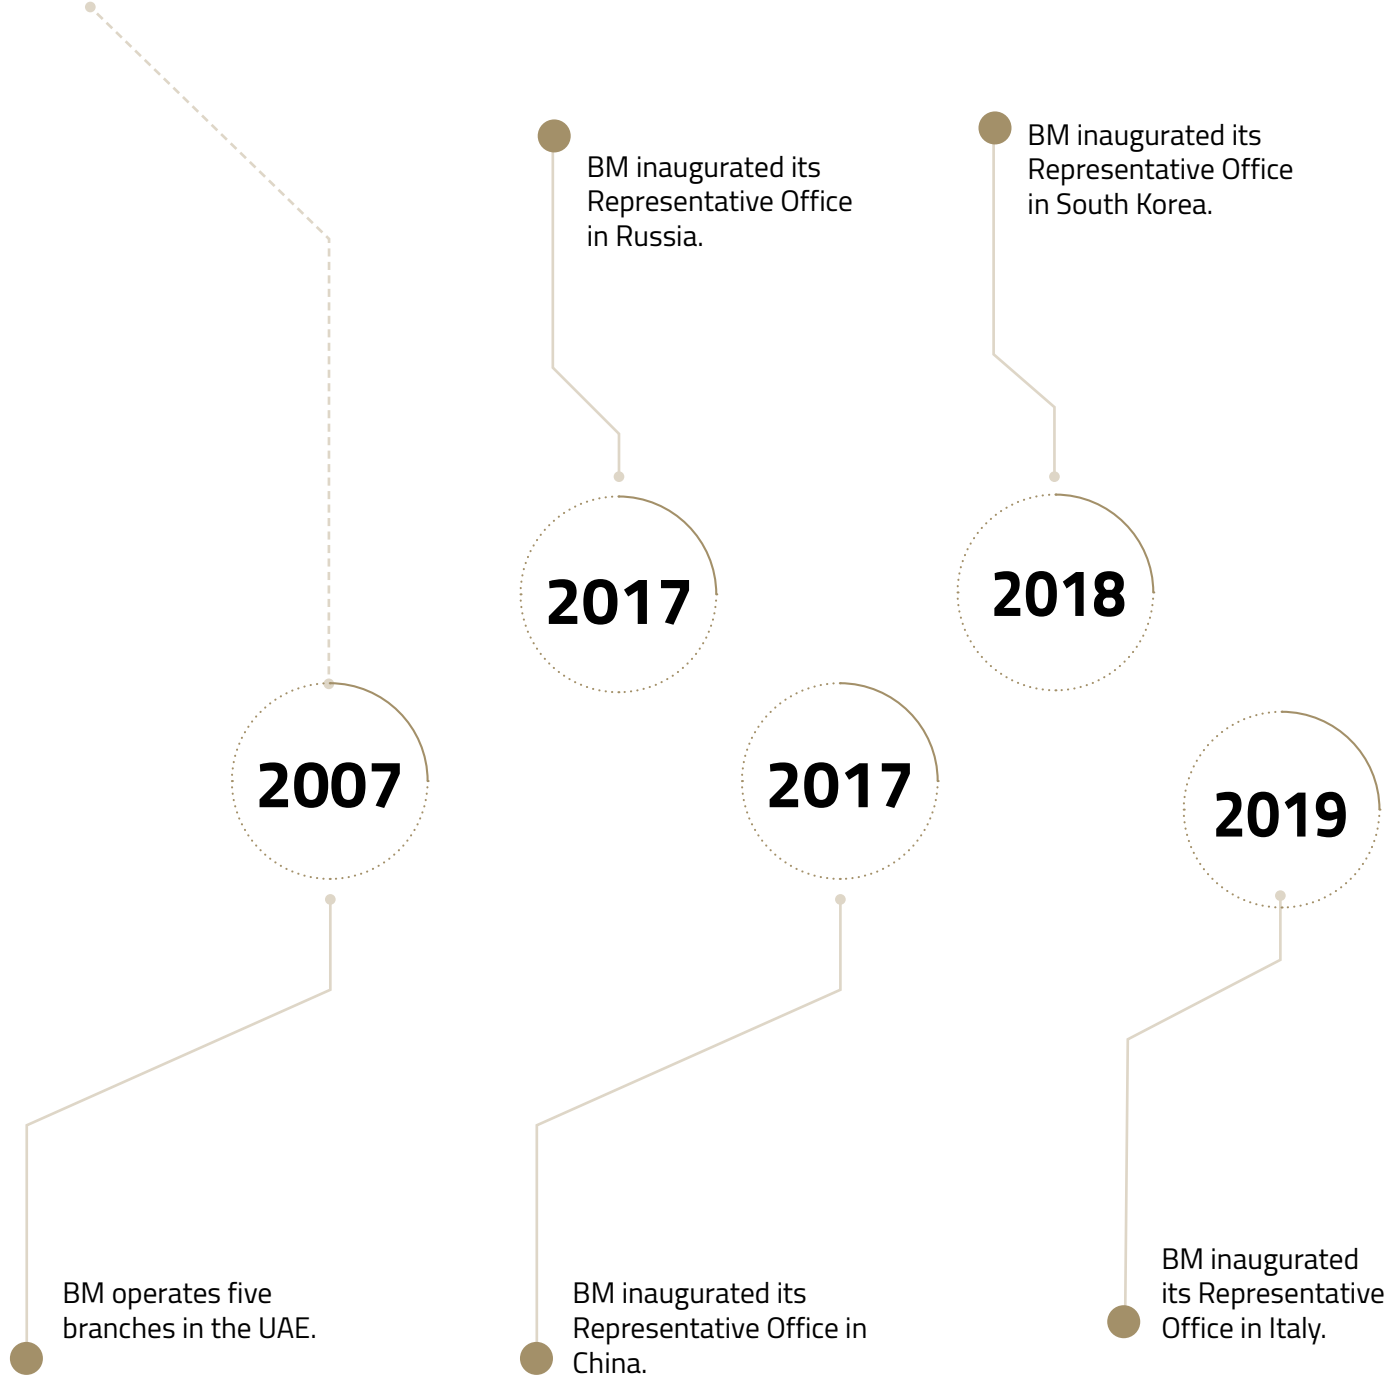 BM inaugurated its
Representative Office
in Russia.
BM inaugurated its
Representative Office
in South Korea.
2017
2018
2007
2017
2019
BM operates five
branches in the UAE.
BM inaugurated its
Representative Office in
China.
BM inaugurated
its Representative
Office in Italy.